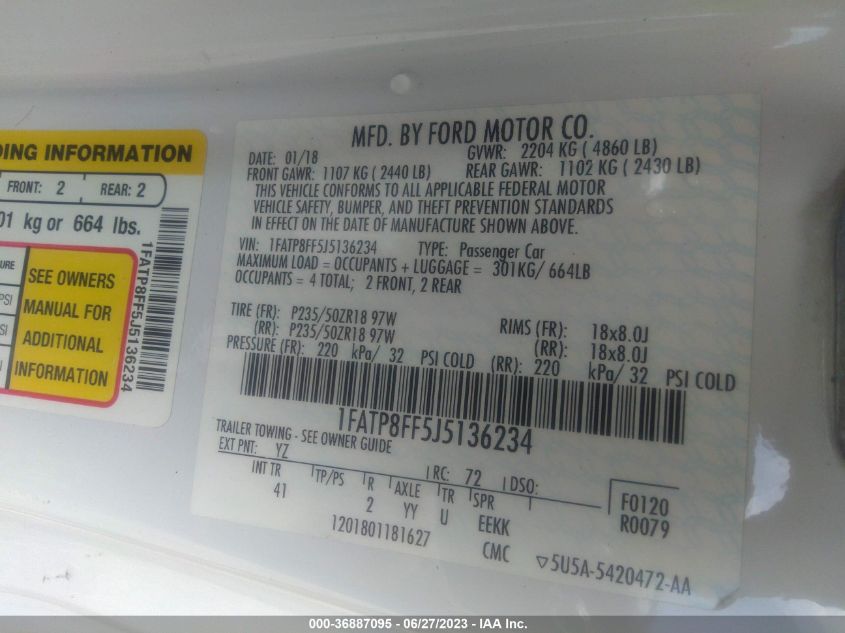 DING INFORMATION
FRONT: 2 REAR: 2
01 kg or 664 lbs.
URE
PSI
SI
SEE OWNERS
MANUAL FOR
ADDITIONAL
INFORMATION
1FATP8FF5J5136234
MFD. BY FORD MOTOR CO.
DATE: 01/18 GVWR: 2204 KG ( 4860 LB)
FRONT GAWR: 1107 KG ( 2440 LB) REAR GAWR: 1102 KG ( 2430 LB)
THIS VEHICLE CONFORMS TO ALL APPLICABLE FEDERAL MOTOR
VEHICLE SAFETY, BUMPER, AND THEFT PREVENTION STANDARDS
IN EFFECT ON THE DATE OF MANUFACTURE SHOWN ABOVE.
VIN: 1FATP8FF5J5136234 TYPE: Passenger Car
MAXIMUM LOAD = OCCUPANTS + LUGGAGE = 301KG/ 664LB
OCCUPANTS = 4 TOTAL; 2 FRONT, 2 REAR
TIRE (FR): P235/50ZR18 97W RIMS (FR): 18x8.0J
(RR): P235/50ZR18 97W (RR): 18x8.0J
PRESSURE (FR): 220 kPa/ 32 PSI COLD (RR): 220 kPa/ 32 PSI COLD
1FATP8FF5J5136234
TRAILER TOWING - SEE OWNER GUIDE
EXT PNT: YZ RC: 72 DSO:
INT TR TP/PS R AXLE TR SPR
41 2 YY U EEKK
F0120
R0079
1201801181627 CMC ▽5U5A-5420472-AA
000-36887095 - 06/27/2023 - IAA Inc.